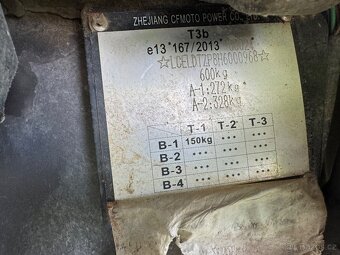 ZHEJIANG CFMOTO POWER CO., LTD.
T3b
e13*167/2013*
600kg
A-1:272kg
A-2:328kg
T-1 T-2 T-3
B-1 150kg ... ...
B-2 ... ... ...
B-3 ... ... ...
B-4 ... ... ...